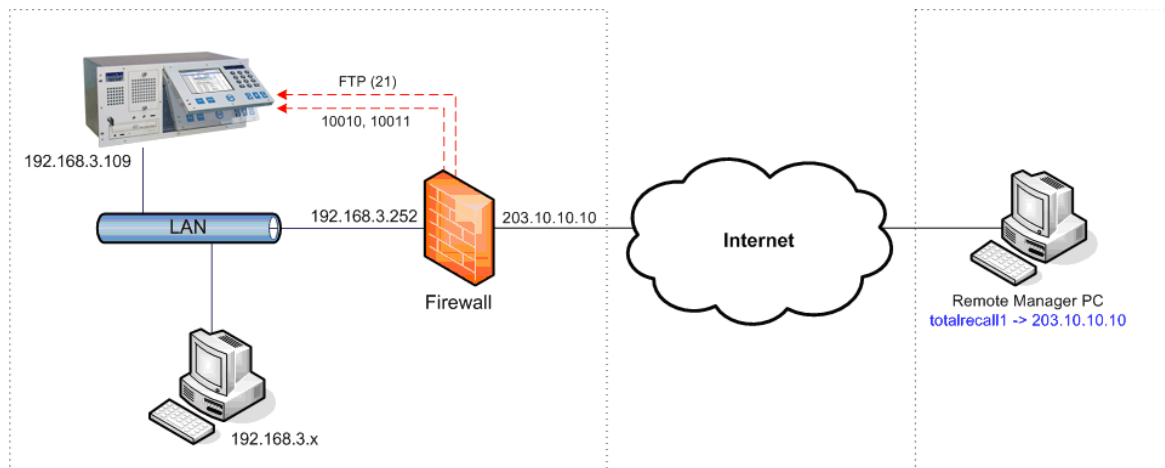 FTP (21)
10010, 10011
192.168.3.109
LAN
192.168.3.252
203.10.10.10
Internet
Firewall
Remote Manager PC
totalrecall1 -> 203.10.10.10
192.168.3.x